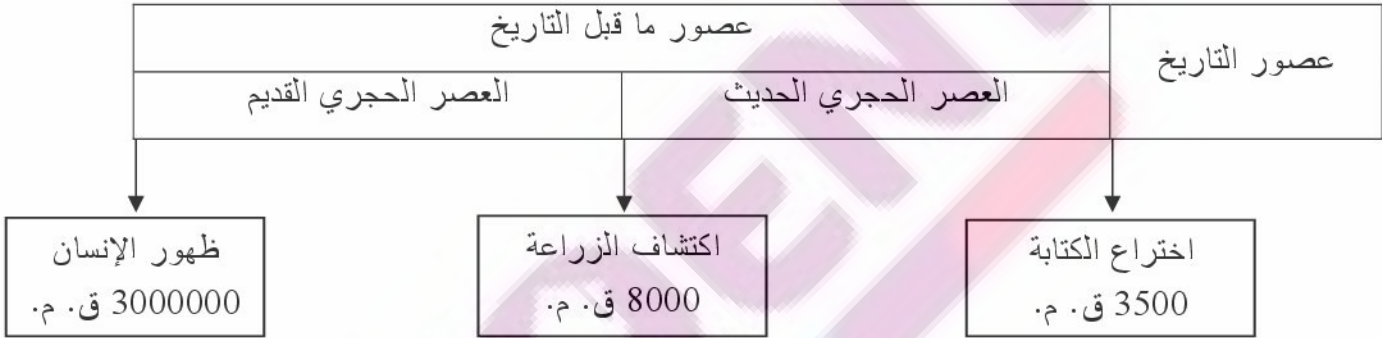 عصور ما قبل التاريخ
عصور التاريخ
العصر الحجري الحديث
العصر الحجري القديم
اختراع الكتابة
3500 ق. م.
اكتشاف الزراعة
8000 ق. م.
ظهور الإنسان
3000000 ق. م.